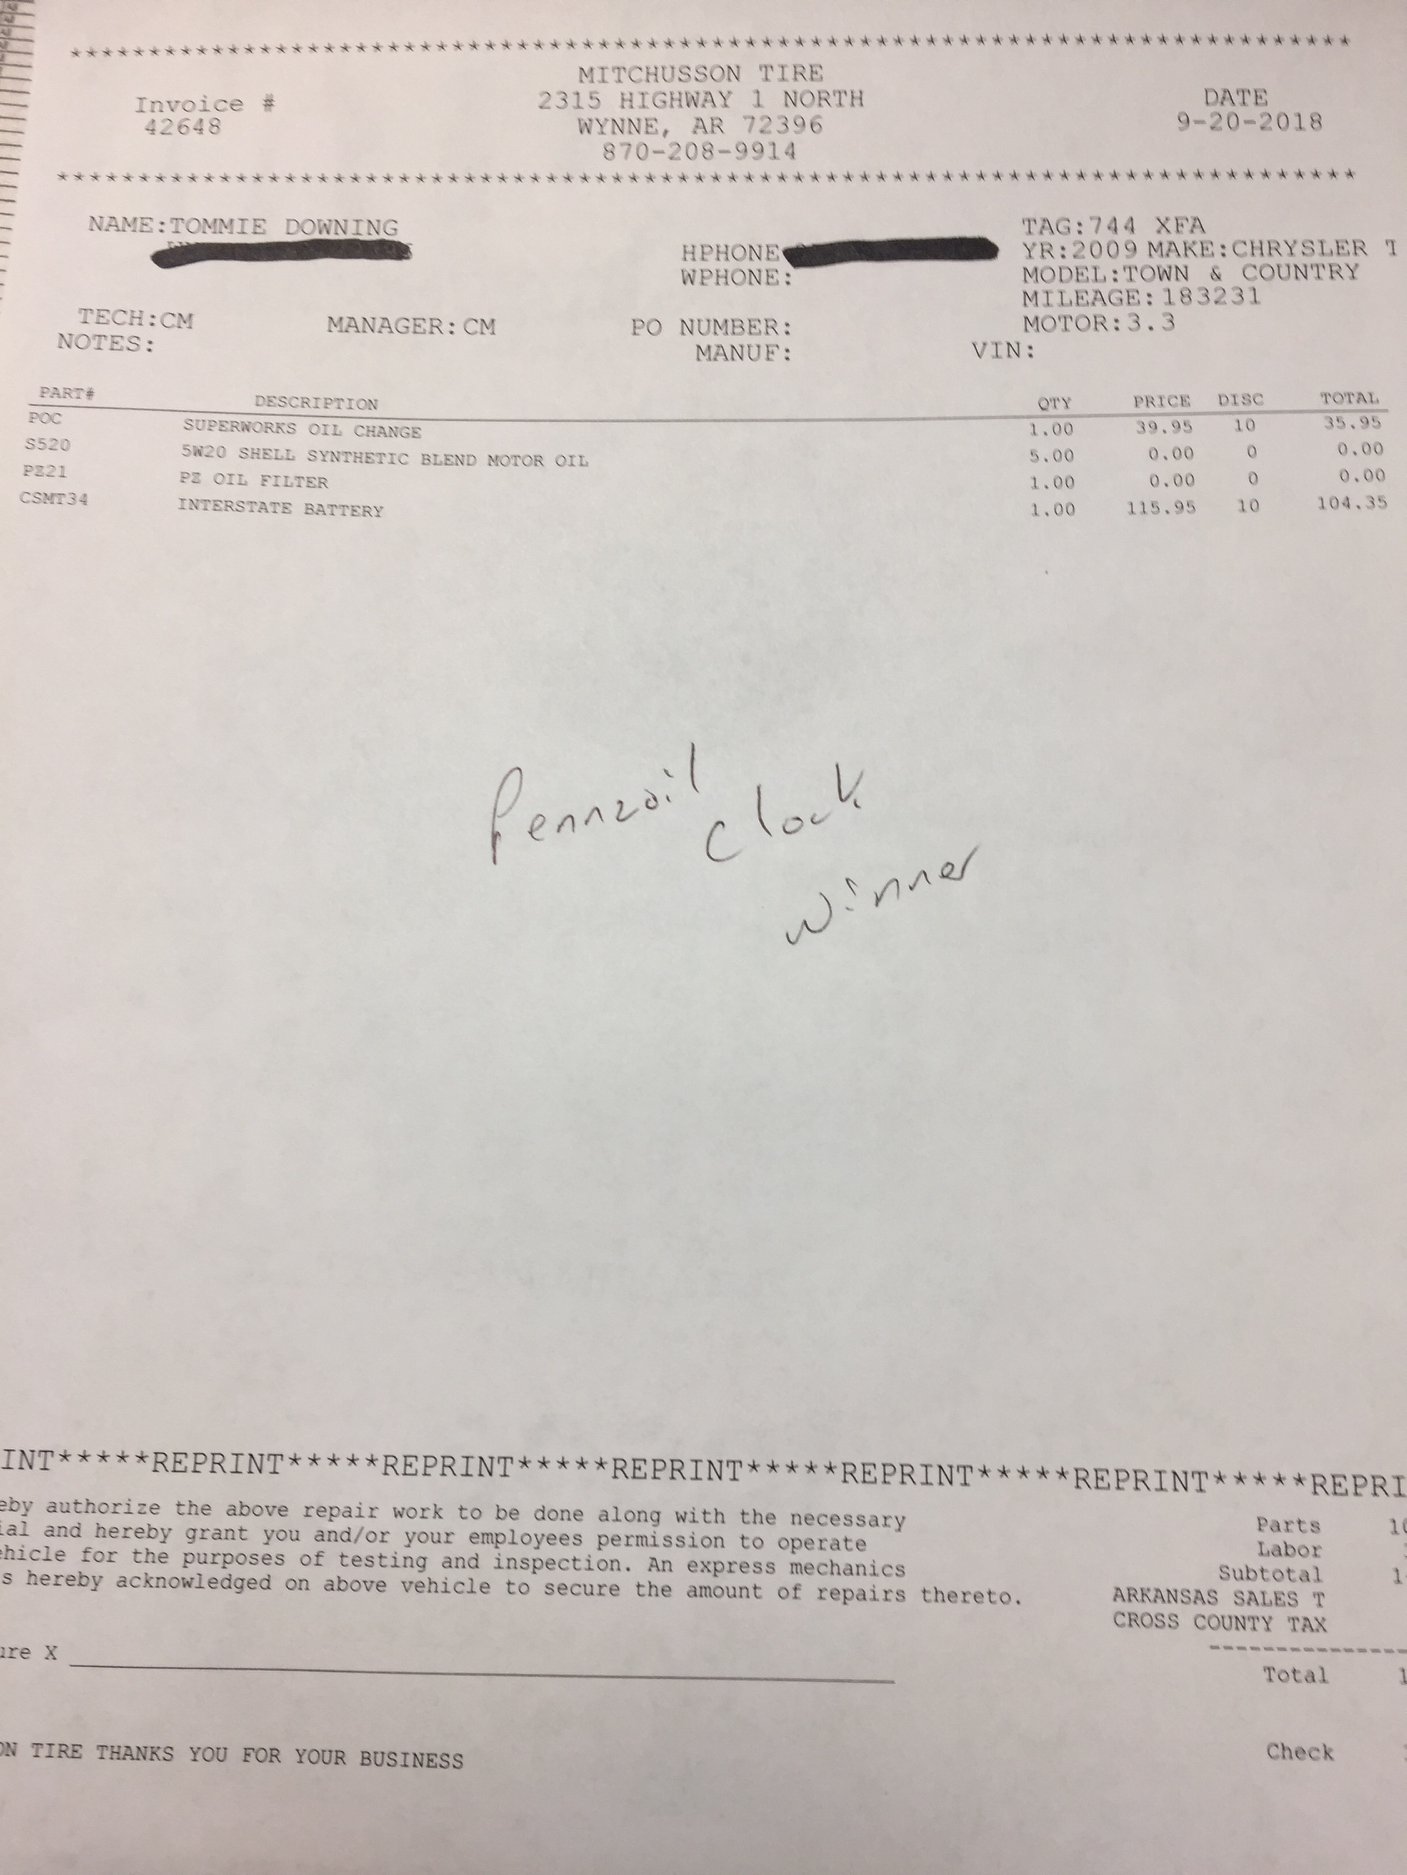 ********************************************************************************
MITCHUSSON TIRE
Invoice # 2315 HIGHWAY 1 NORTH DATE
42648 WYNNE, AR 72396 9-20-2018
870-208-9914
********************************************************************************
NAME:TOMMIE DOWNING TAG:744 XFA
HPHONE YR:2009 MAKE:CHRYSLER T
WPHONE: MODEL:TOWN & COUNTRY
MILEAGE:183231
TECH:CM MANAGER:CM PO NUMBER: MOTOR:3.3
NOTES: MANUF: VIN:
PART# DESCRIPTION QTY PRICE DISC TOTAL
POC SUPERWORKS OIL CHANGE 1.00 39.95 10 35.95
S520 5W20 SHELL SYNTHETIC BLEND MOTOR OIL 5.00 0.00 0 0.00
PZ21 PZ OIL FILTER 1.00 0.00 0 0.00
CSMT34 INTERSTATE BATTERY 1.00 115.95 10 104.35
Pennzoil
Clock
Winner
INT*****REPRINT*****REPRINT*****REPRINT*****REPRINT*****REPRINT*****REPRI
eby authorize the above repair work to be done along with the necessary
ial and hereby grant you and/or your employees permission to operate
ehicle for the purposes of testing and inspection. An express mechanics
s hereby acknowledged on above vehicle to secure the amount of repairs thereto.
Parts 10
Labor
Subtotal 1
ARKANSAS SALES T
CROSS COUNTY TAX
----------------
ure X
Total 1
ON TIRE THANKS YOU FOR YOUR BUSINESS
Check